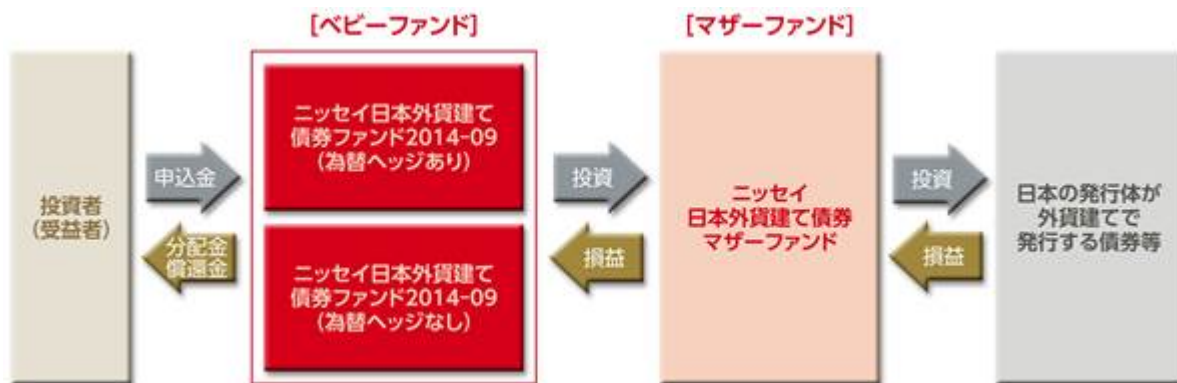 [ベビーファンド]
[マザーファンド]
投資者
(受益者)
申込金
分配金
償還金
ニッセイ日本外貨建て
債券ファンド2014-09
(為替ヘッジあり)
ニッセイ日本外貨建て
債券ファンド2014-09
(為替ヘッジなし)
投資
損益
ニッセイ
日本外貨建て債券
マザーファンド
投資
損益
日本の発行体が
外貨建てで
発行する債券等